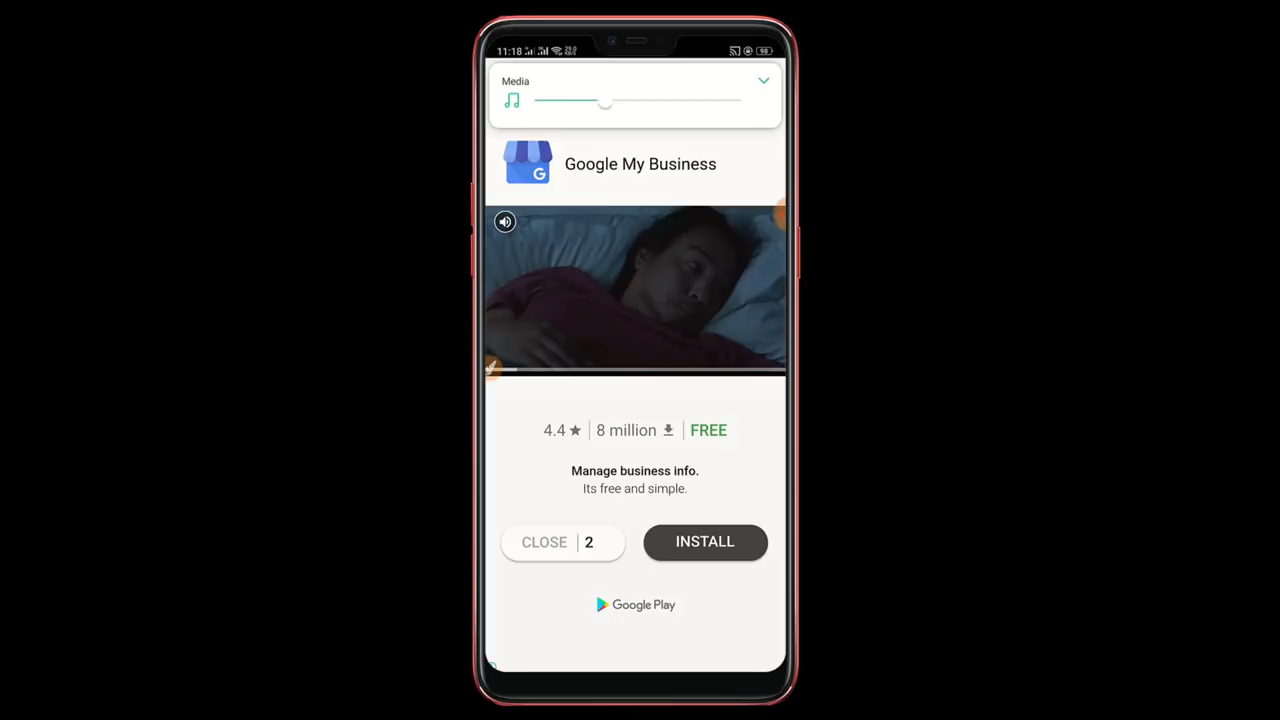 11:18
98
Media
Google My Business
4.4 ★ | 8 million | FREE
Manage business info.
Its free and simple.
CLOSE | 2
INSTALL
Google Play